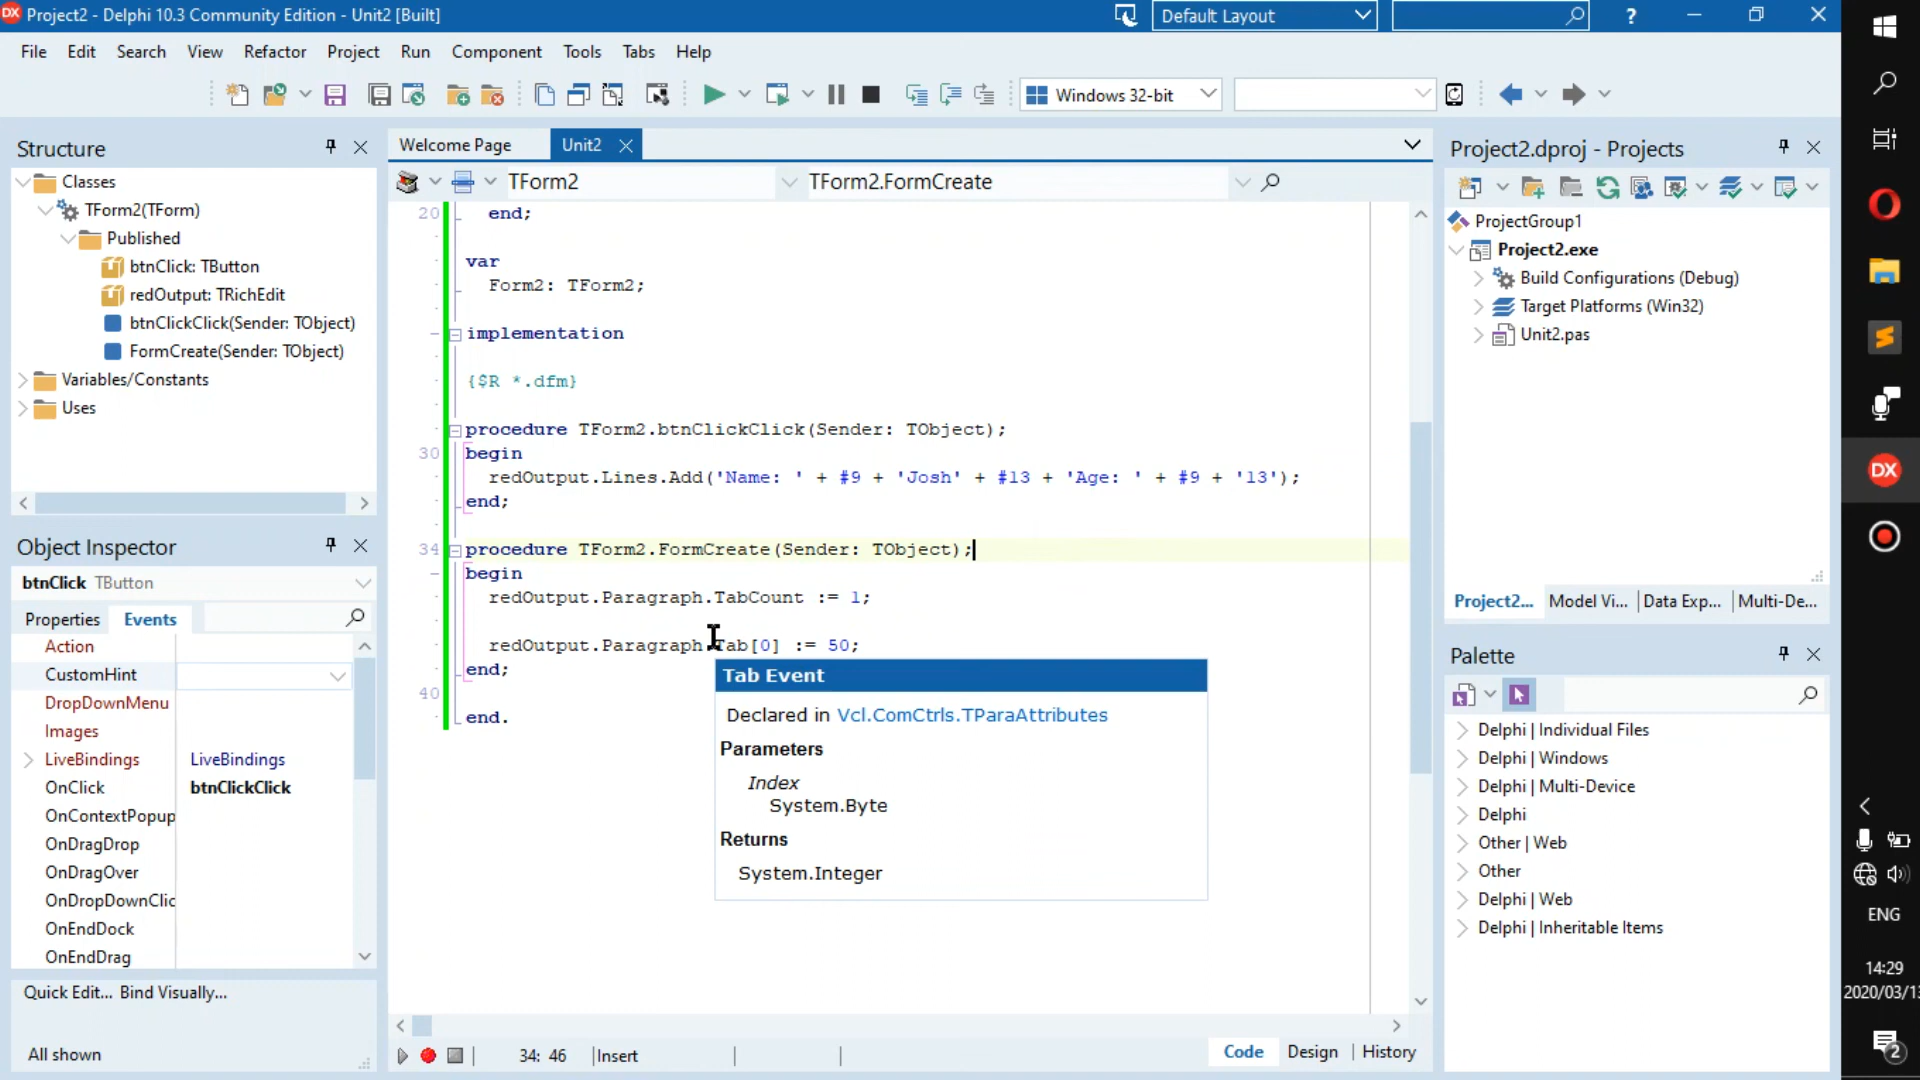 Project2 - Delphi 10.3 Community Edition - Unit2 [Built]
Default Layout
?
File Edit Search View Refactor Project Run Component Tools Tabs Help
Windows 32-bit
Structure
Classes
TForm2(TForm)
Published
btnClick: TButton
redOutput: TRichEdit
btnClickClick(Sender: TObject)
FormCreate(Sender: TObject)
Variables/Constants
Uses
Object Inspector
btnClick TButton
Properties Events
Action
CustomHint
DropDownMenu
Images
LiveBindings LiveBindings
OnClick btnClickClick
OnContextPopup
OnDragDrop
OnDragOver
OnDropDownClic
OnEndDock
OnEndDrag
Quick Edit... Bind Visually...
All shown
Welcome Page Unit2
TForm2 TForm2.FormCreate
20 end;
var
Form2: TForm2;
implementation
{$R *.dfm}
procedure TForm2.btnClickClick(Sender: TObject);
30 begin
redOutput.Lines.Add('Name: ' + #9 + 'Josh' + #13 + 'Age: ' + #9 + '13');
end;
34 procedure TForm2.FormCreate(Sender: TObject);
begin
redOutput.Paragraph.TabCount := 1;
redOutput.Paragraph.Tab[0] := 50;
end;
40
end.
Tab Event
Declared in Vcl.ComCtrls.TParaAttributes
Parameters
Index
System.Byte
Returns
System.Integer
34: 46 Insert
Code Design History
Project2.dproj - Projects
ProjectGroup1
Project2.exe
Build Configurations (Debug)
Target Platforms (Win32)
Unit2.pas
Project2... Model Vi... Data Exp... Multi-De...
Palette
Delphi | Individual Files
Delphi | Windows
Delphi | Multi-Device
Delphi
Other | Web
Other
Delphi | Web
Delphi | Inheritable Items
DX
ENG
14:29
2020/03/13
2